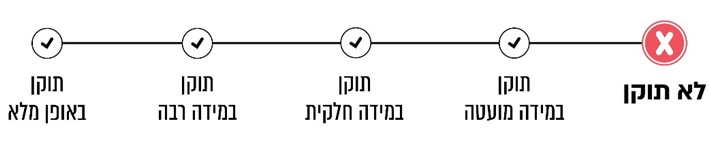 לא תוקן
תוקן
במידה מועטה
תוקן
במידה חלקית
תוקן
במידה רבה
תוקן
באופן מלא